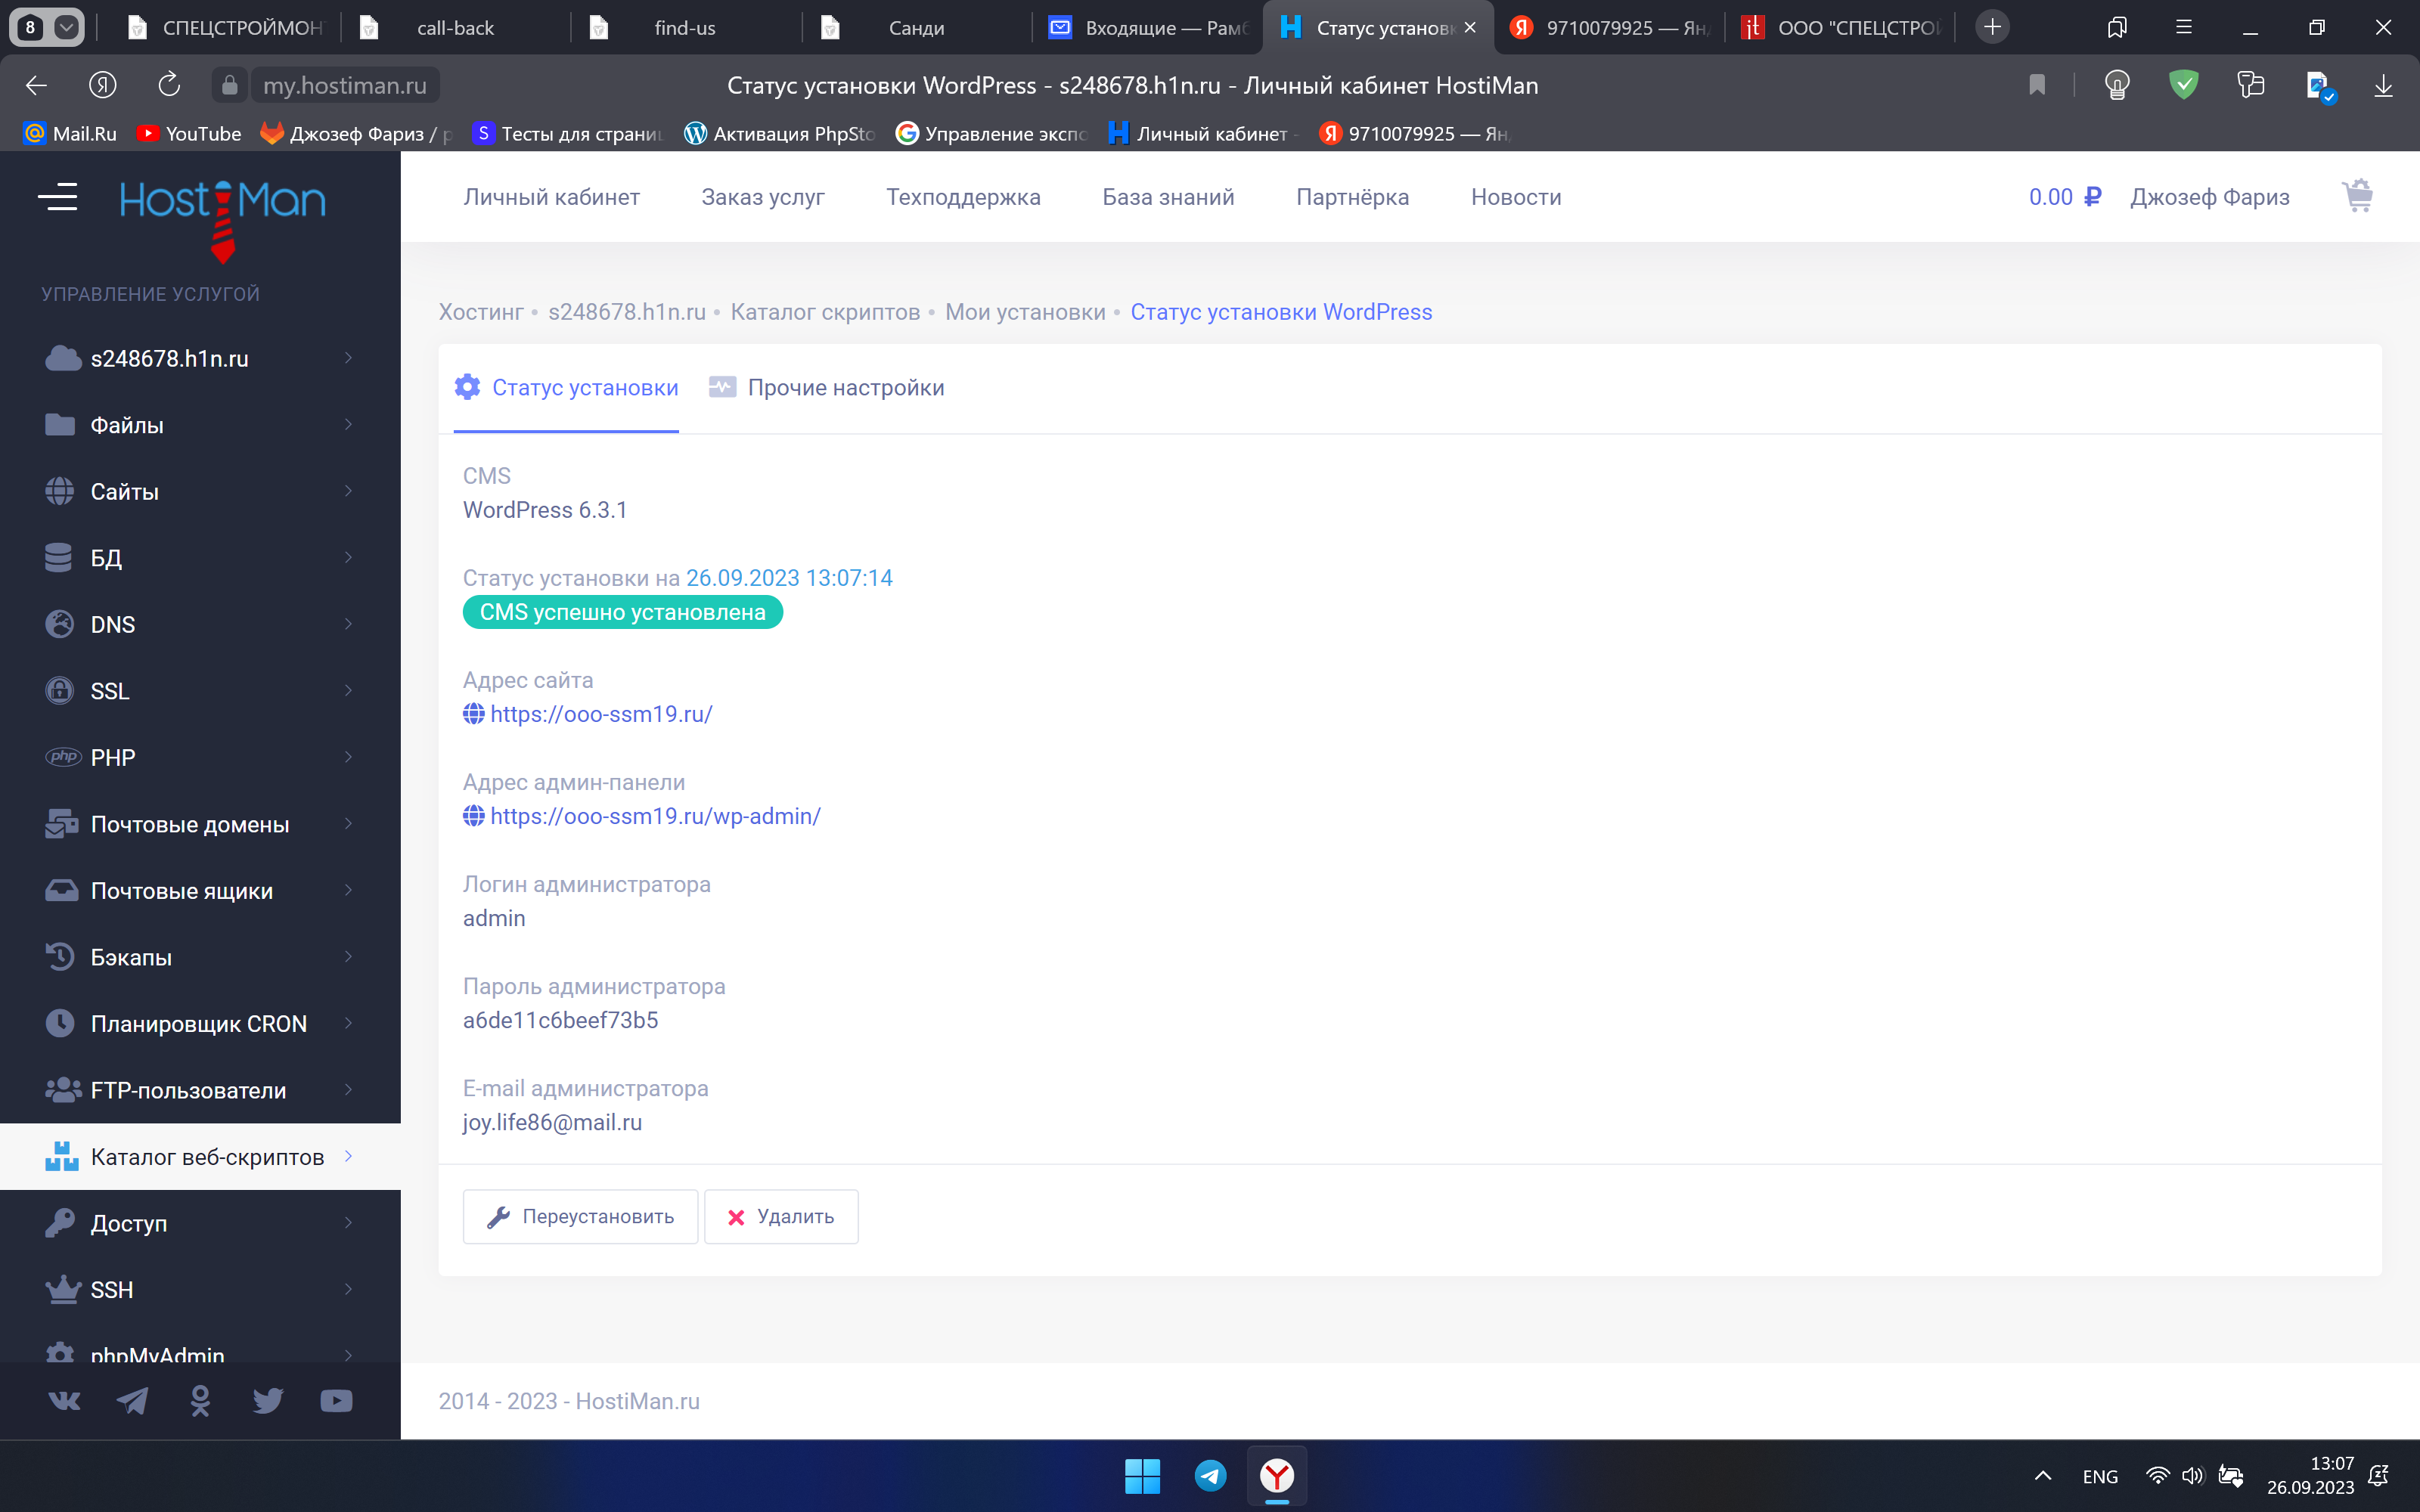 8
СПЕЦСТРОЙМОН
call-back
find-us
Санди
Входящие — Рамб
Статус установк
9710079925 — Ян
ООО "СПЕЦСТРОЙ
my.hostiman.ru
Статус установки WordPress - s248678.h1n.ru - Личный кабинет HostiMan
Mail.Ru
YouTube
Джозеф Фариз / р
Тесты для страниц
Активация PhpSto
Управление экспо
Личный кабинет -
9710079925 — Ян,
HostiMan
Личный кабинет
Заказ услуг
Техподдержка
База знаний
Партнёрка
Новости
0.00 ₽
Джозеф Фариз
УПРАВЛЕНИЕ УСЛУГОЙ
s248678.h1n.ru
Файлы
Сайты
БД
DNS
SSL
php PHP
Почтовые домены
Почтовые ящики
Бэкапы
Планировщик CRON
FTP-пользователи
Каталог веб-скриптов
Доступ
SSH
phpMyAdmin
Хостинг • s248678.h1n.ru • Каталог скриптов • Мои установки • Статус установки WordPress
Статус установки
Прочие настройки
CMS
WordPress 6.3.1
Статус установки на 26.09.2023 13:07:14
CMS успешно установлена
Адрес сайта
https://ooo-ssm19.ru/
Адрес админ-панели
https://ooo-ssm19.ru/wp-admin/
Логин администратора
admin
Пароль администратора
a6de11c6beef73b5
E-mail администратора
joy.life86@mail.ru
Переустановить
Удалить
2014 - 2023 - HostiMan.ru
ENG
13:07
26.09.2023